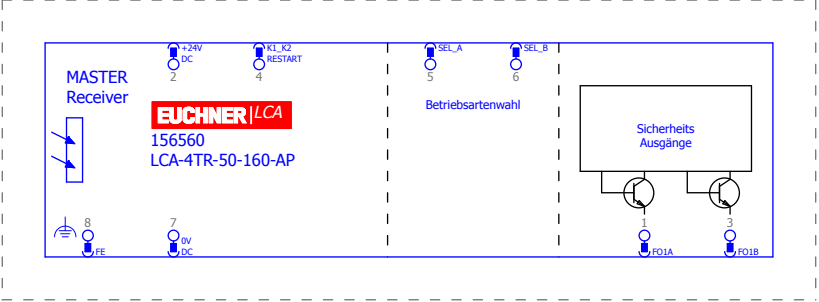 +24V
DC
2
K1_K2
RESTART
4
SEL_A
5
SEL_B
6
MASTER
Receiver
EUCHNER LCA
156560
LCA-4TR-50-160-AP
Betriebsartenwahl
Sicherheits
Ausgänge
8
FE
7
0V
DC
1
FO1A
3
FO1B